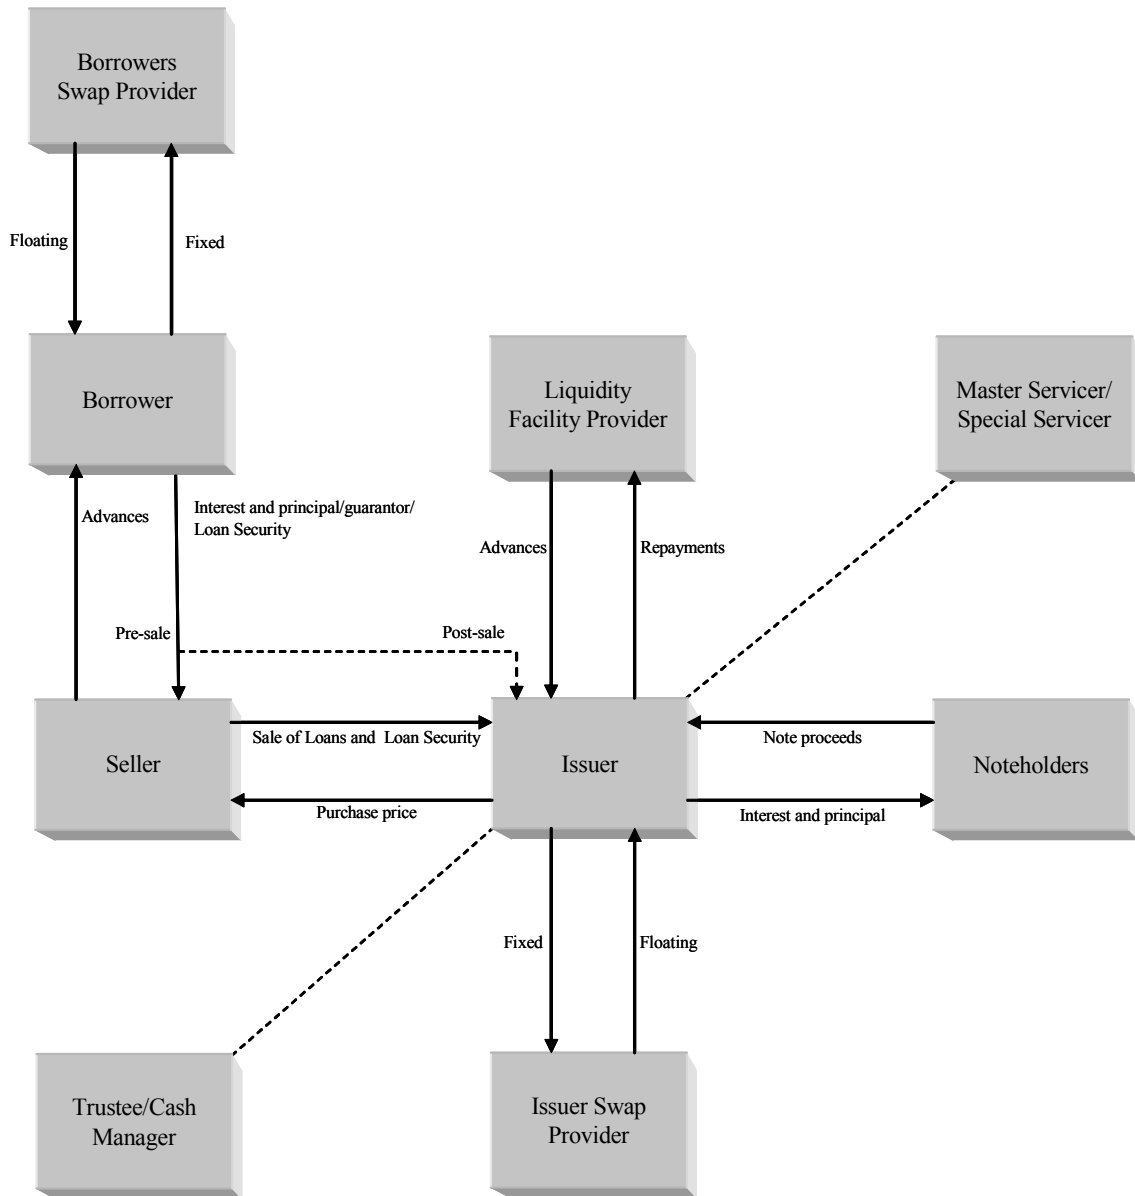 Borrowers
Swap Provider
Floating
Fixed
Borrower
Liquidity
Facility Provider
Master Servicer/
Special Servicer
Advances
Interest and principal/guarantor/
Loan Security
Advances
Repayments
Pre-sale
Post-sale
Seller
Sale of Loans and Loan Security
Purchase price
Issuer
Note proceeds
Interest and principal
Noteholders
Fixed
Floating
Trustee/Cash
Manager
Issuer Swap
Provider